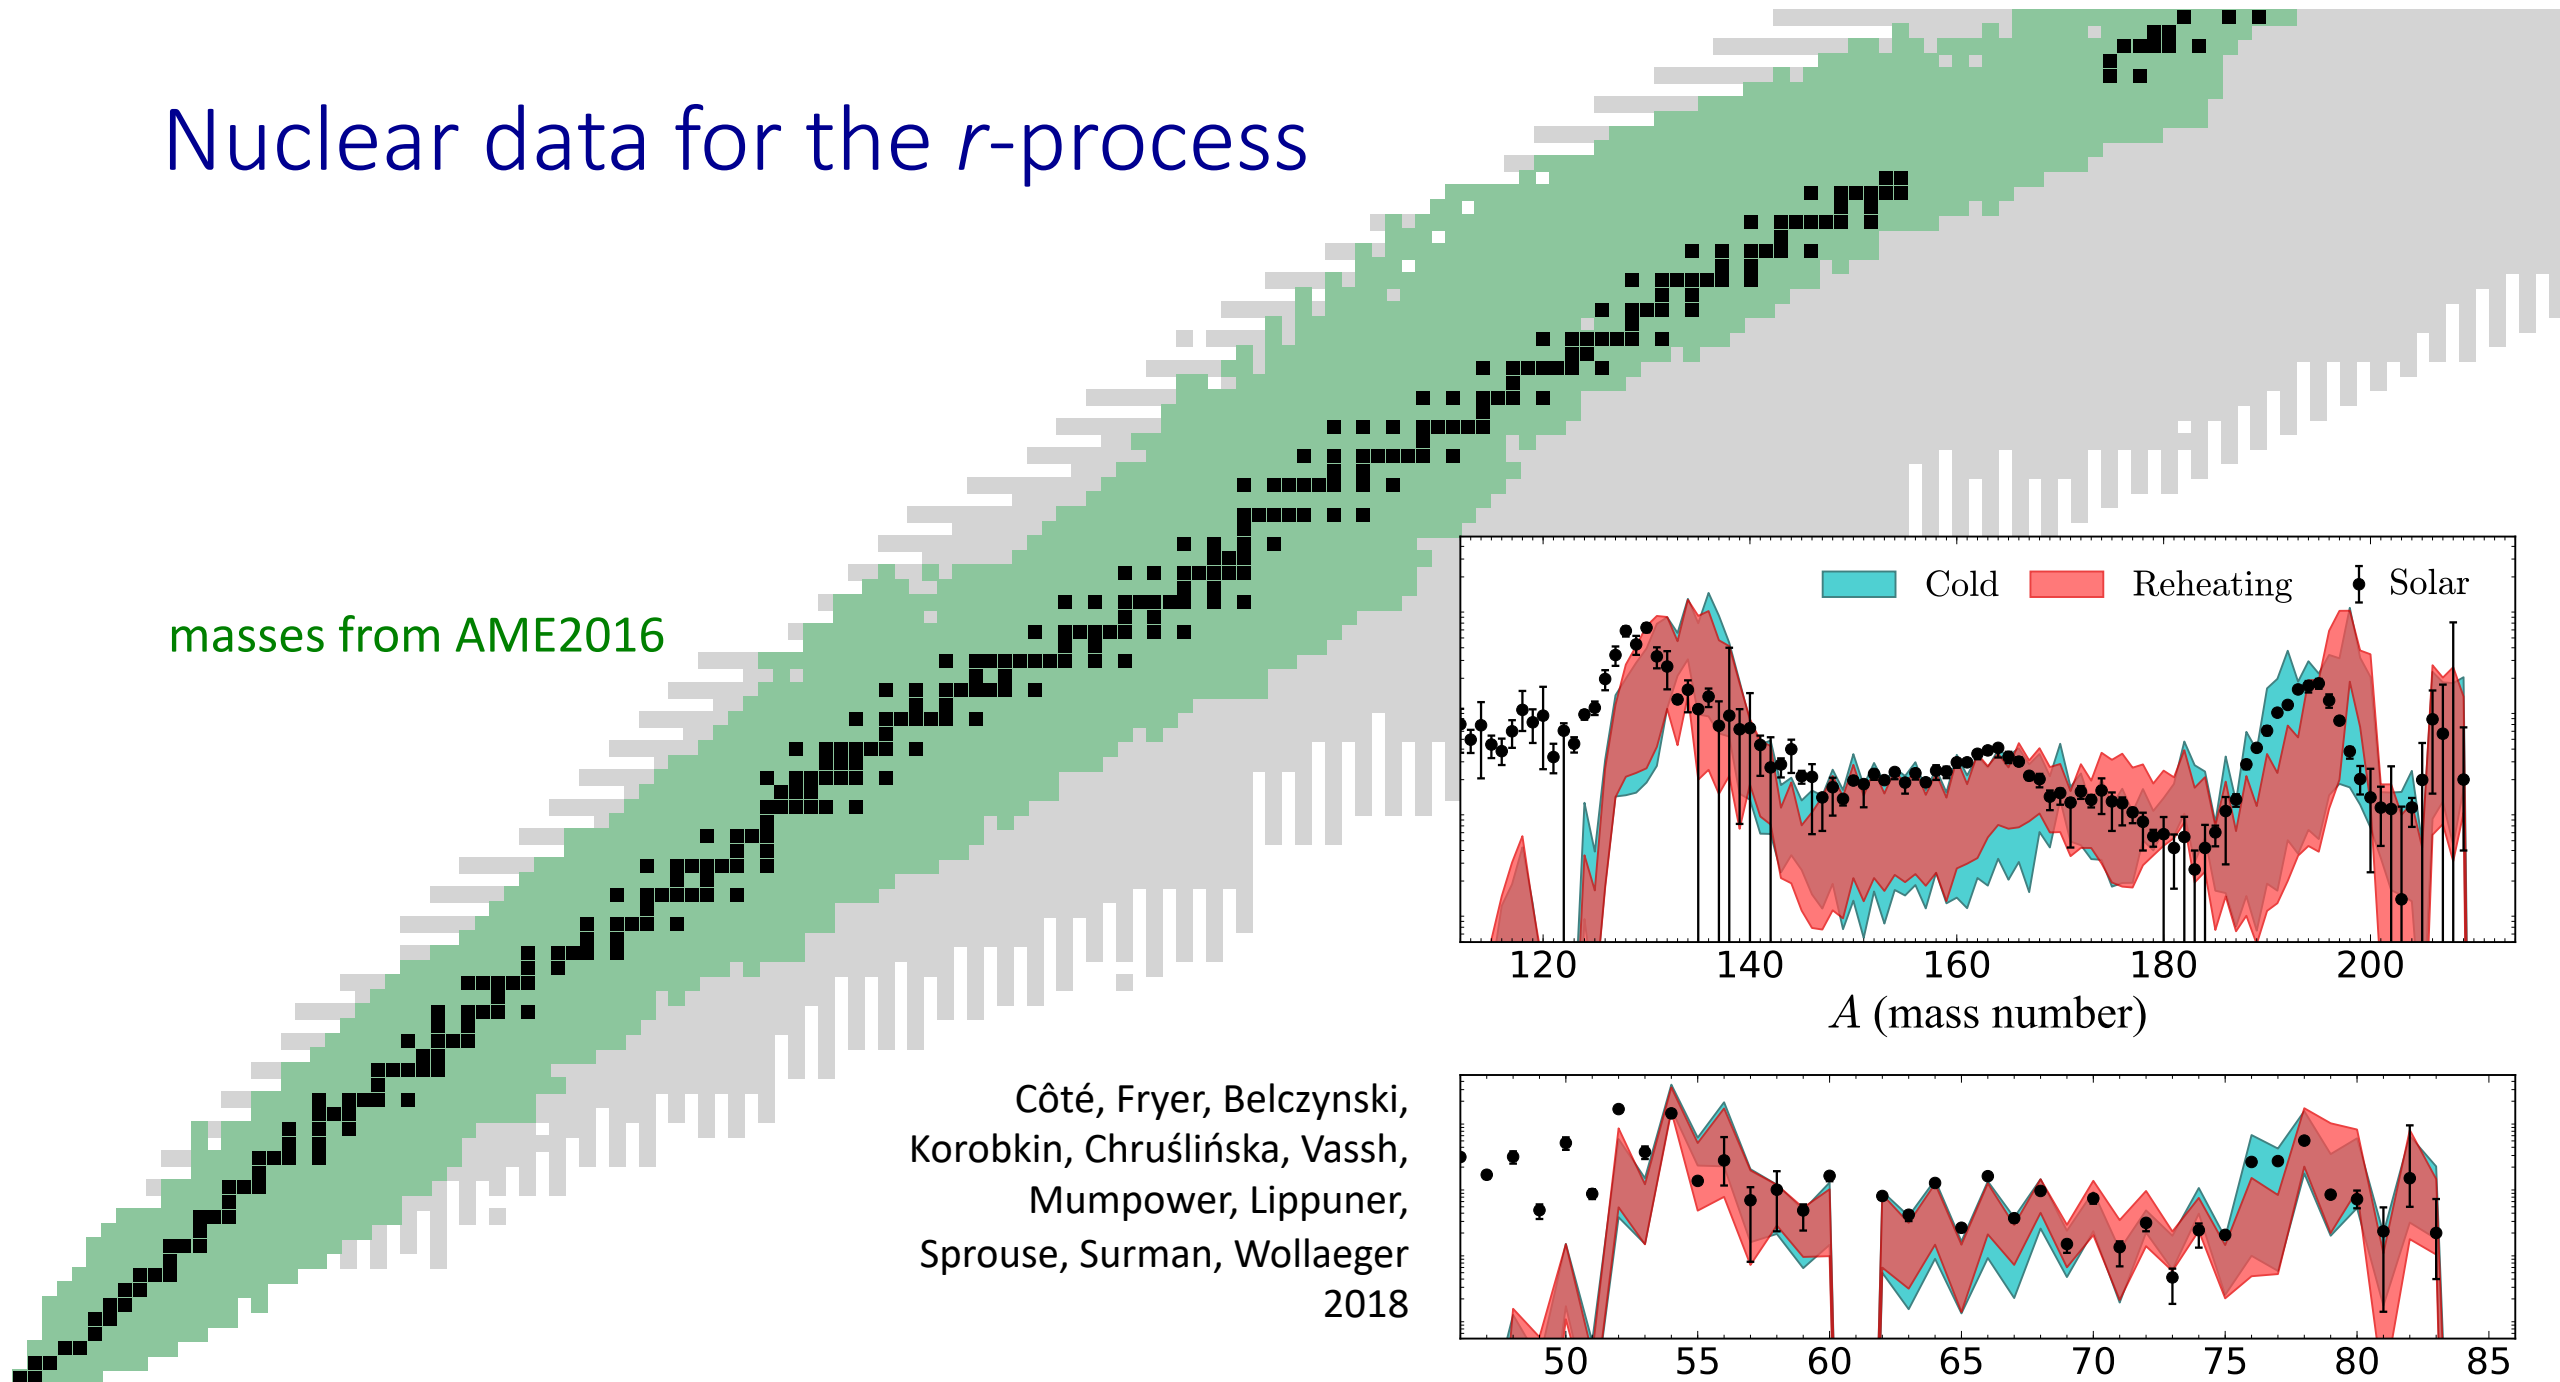 Nuclear data for the r-process
masses from AME2016
Cold Reheating Solar
120 140 160 180 200
A (mass number)
Côté, Fryer, Belczynski,
Korobkin, Chruślińska, Vassh,
Mumpower, Lippuner,
Sprouse, Surman, Wollaeger
2018
50 55 60 65 70 75 80 85